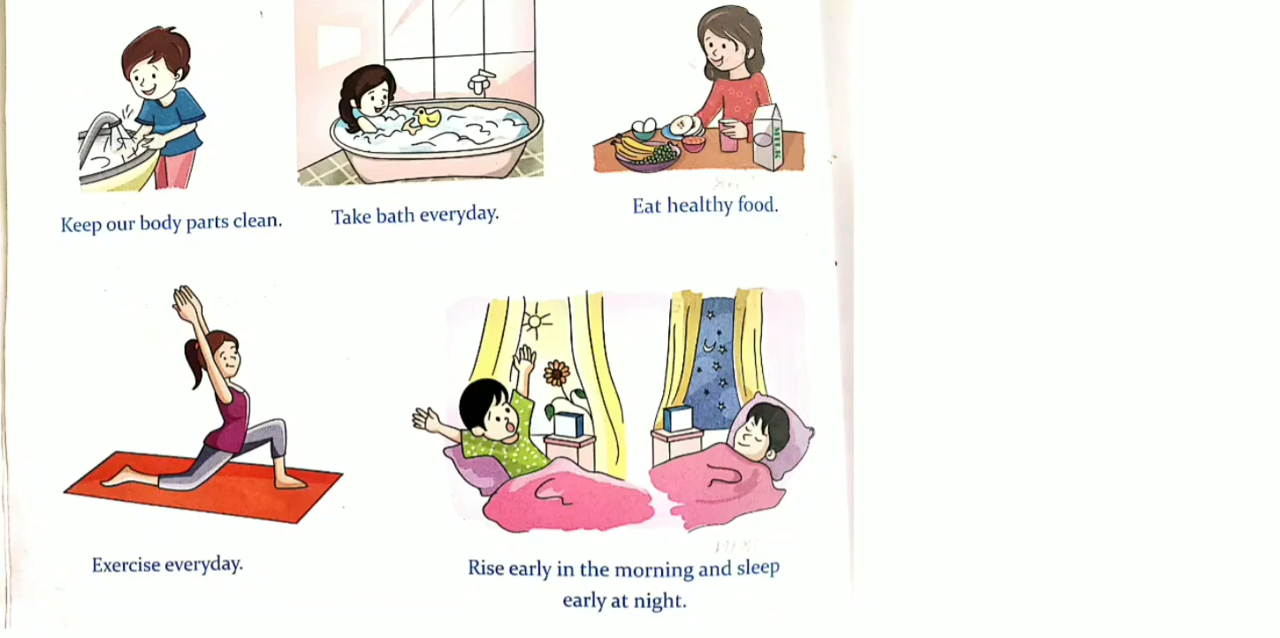 MILK
Keep our body parts clean.
Take bath everyday.
Eat healthy food.
Exercise everyday.
Rise early in the morning and sleep
early at night.